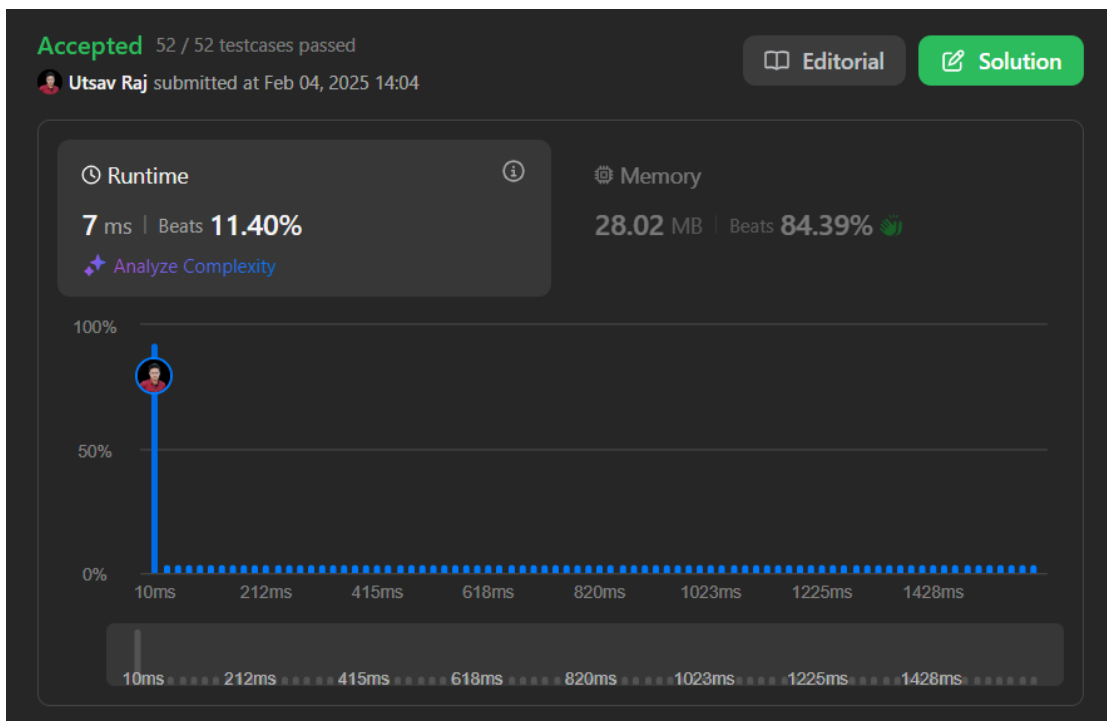 Accepted 52 / 52 testcases passed
Utsav Raj submitted at Feb 04, 2025 14:04
Editorial
Solution
Runtime
7 ms | Beats 11.40%
Analyze Complexity
Memory
28.02 MB | Beats 84.39%
100%
50%
0%
10ms 212ms 415ms 618ms 820ms 1023ms 1225ms 1428ms
10ms 212ms 415ms 618ms 820ms 1023ms 1225ms 1428ms